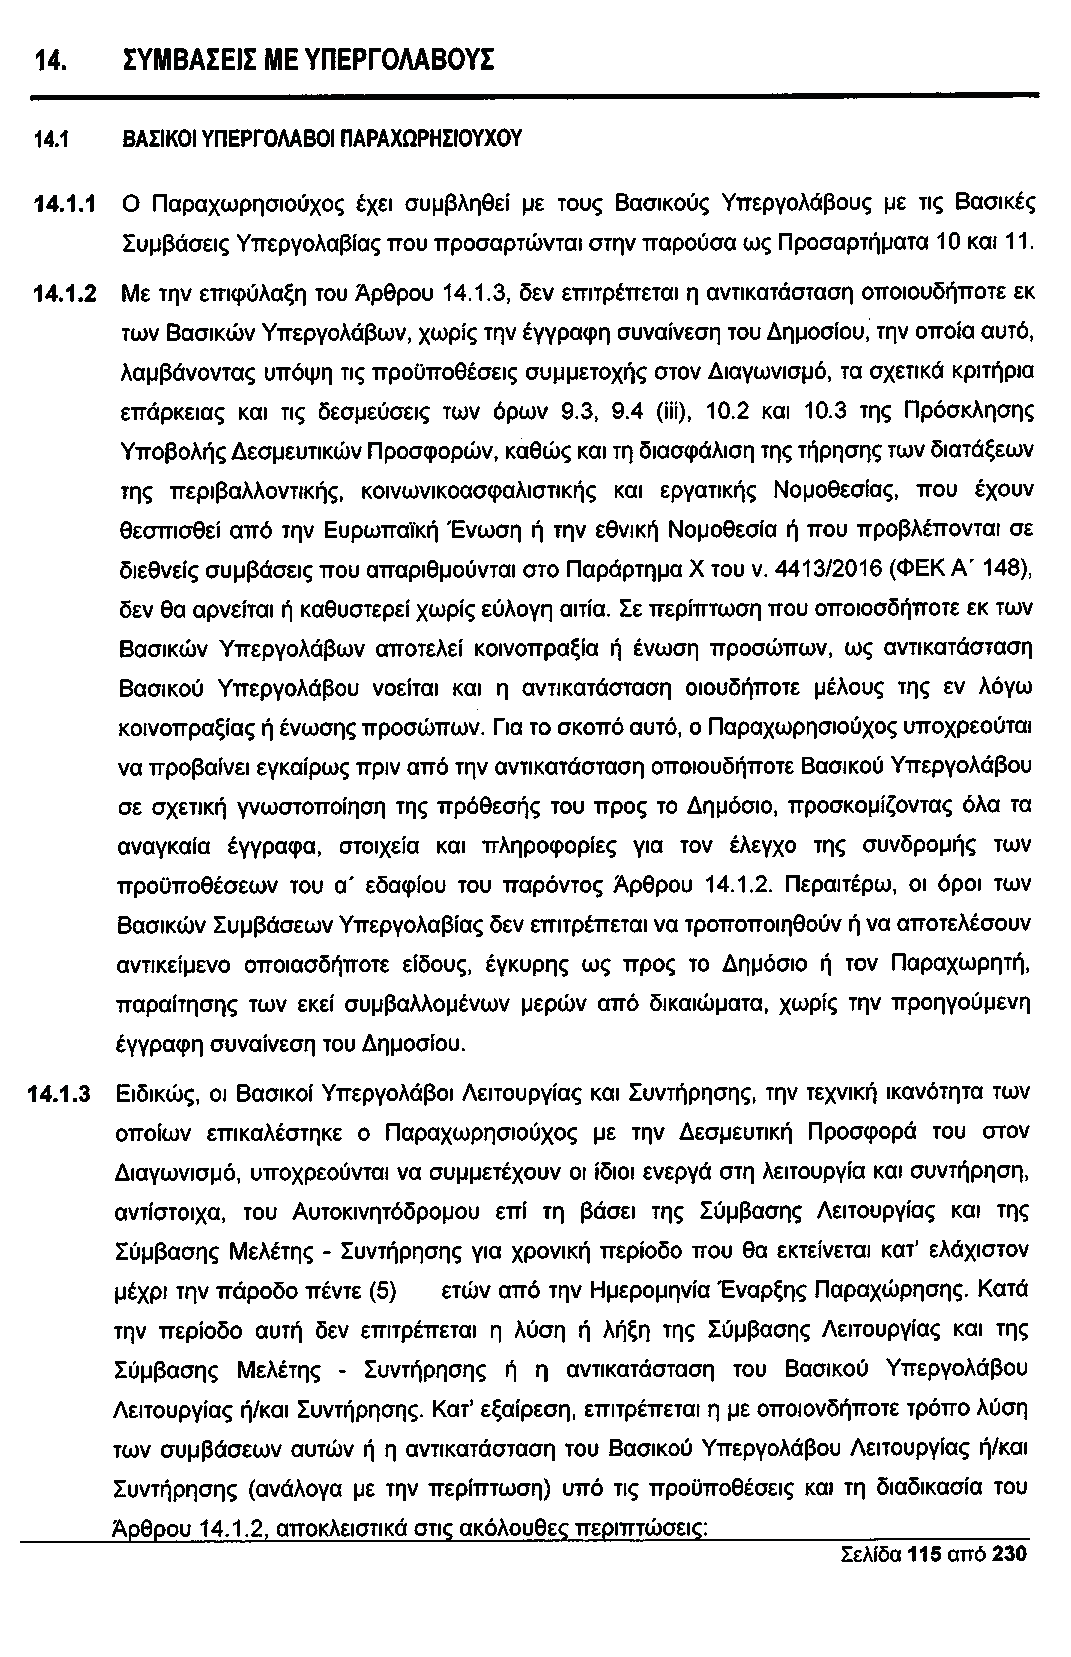 14. ΣΥΜΒΑΣΕΙΣ ΜΕ ΥΠΕΡΓΟΛΑΒΟΥΣ
14.1 ΒΑΣΙΚΟΙ ΥΠΕΡΓΟΛΑΒΟΙ ΠΑΡΑΧΩΡΗΣΙΟΥΧΟΥ
14.1.1 Ο Παραχωρησιούχος έχει συμβληθεί με τους Βασικούς Υπεργολάβους με τις Βασικές
Συμβάσεις Υπεργολαβίας που προσαρτώνται στην παρούσα ως Προσαρτήματα 10 και 11.
14.1.2 Με την επιφύλαξη του Άρθρου 14.1.3, δεν επιτρέπεται η αντικατάσταση οποιουδήποτε εκ
των Βασικών Υπεργολάβων, χωρίς την έγγραφη συναίνεση του Δημοσίου, την οποία αυτό,
λαμβάνοντας υπόψη τις προϋποθέσεις συμμετοχής στον Διαγωνισμό, τα σχετικά κριτήρια
επάρκειας και τις δεσμεύσεις των όρων 9.3, 9.4 (iii), 10.2 και 10.3 της Πρόσκλησης
Υποβολής Δεσμευτικών Προσφορών, καθώς και τη διασφάλιση της τήρησης των διατάξεων
της περιβαλλοντικής, κοινωνικοασφαλιστικής και εργατικής Νομοθεσίας, που έχουν
θεσπισθεί από την Ευρωπαϊκή Ένωση ή την εθνική Νομοθεσία ή που προβλέπονται σε
διεθνείς συμβάσεις που απαριθμούνται στο Παράρτημα Χ του ν. 4413/2016 (ΦΕΚ Α΄ 148),
δεν θα αρνείται ή καθυστερεί χωρίς εύλογη αιτία. Σε περίπτωση που οποιοσδήποτε εκ των
Βασικών Υπεργολάβων αποτελεί κοινοπραξία ή ένωση προσώπων, ως αντικατάσταση
Βασικού Υπεργολάβου νοείται και η αντικατάσταση οιουδήποτε μέλους της εν λόγω
κοινοπραξίας ή ένωσης προσώπων. Για το σκοπό αυτό, ο Παραχωρησιούχος υποχρεούται
να προβαίνει εγκαίρως πριν από την αντικατάσταση οποιουδήποτε Βασικού Υπεργολάβου
σε σχετική γνωστοποίηση της πρόθεσής του προς το Δημόσιο, προσκομίζοντας όλα τα
αναγκαία έγγραφα, στοιχεία και πληροφορίες για τον έλεγχο της συνδρομής των
προϋποθέσεων του α΄ εδαφίου του παρόντος Άρθρου 14.1.2. Περαιτέρω, οι όροι των
Βασικών Συμβάσεων Υπεργολαβίας δεν επιτρέπεται να τροποποιηθούν ή να αποτελέσουν
αντικείμενο οποιασδήποτε είδους, έγκυρης ως προς το Δημόσιο ή τον Παραχωρητή,
παραίτησης των εκεί συμβαλλομένων μερών από δικαιώματα, χωρίς την προηγούμενη
έγγραφη συναίνεση του Δημοσίου.
14.1.3 Ειδικώς, οι Βασικοί Υπεργολάβοι Λειτουργίας και Συντήρησης, την τεχνική ικανότητα των
οποίων επικαλέστηκε ο Παραχωρησιούχος με την Δεσμευτική Προσφορά του στον
Διαγωνισμό, υποχρεούνται να συμμετέχουν οι ίδιοι ενεργά στη λειτουργία και συντήρηση,
αντίστοιχα, του Αυτοκινητόδρομου επί τη βάσει της Σύμβασης Λειτουργίας και της
Σύμβασης Μελέτης - Συντήρησης για χρονική περίοδο που θα εκτείνεται κατ' ελάχιστον
μέχρι την πάροδο πέντε (5) ετών από την Ημερομηνία Έναρξης Παραχώρησης. Κατά
την περίοδο αυτή δεν επιτρέπεται η λύση ή λήξη της Σύμβασης Λειτουργίας και της
Σύμβασης Μελέτης - Συντήρησης ή η αντικατάσταση του Βασικού Υπεργολάβου
Λειτουργίας ή/και Συντήρησης. Κατ' εξαίρεση, επιτρέπεται η με οποιονδήποτε τρόπο λύση
των συμβάσεων αυτών ή η αντικατάσταση του Βασικού Υπεργολάβου Λειτουργίας ή/και
Συντήρησης (ανάλογα με την περίπτωση) υπό τις προϋποθέσεις και τη διαδικασία του
Άρθρου 14.1.2, αποκλειστικά στις ακόλουθες περιπτώσεις:
Σελίδα 115 από 230